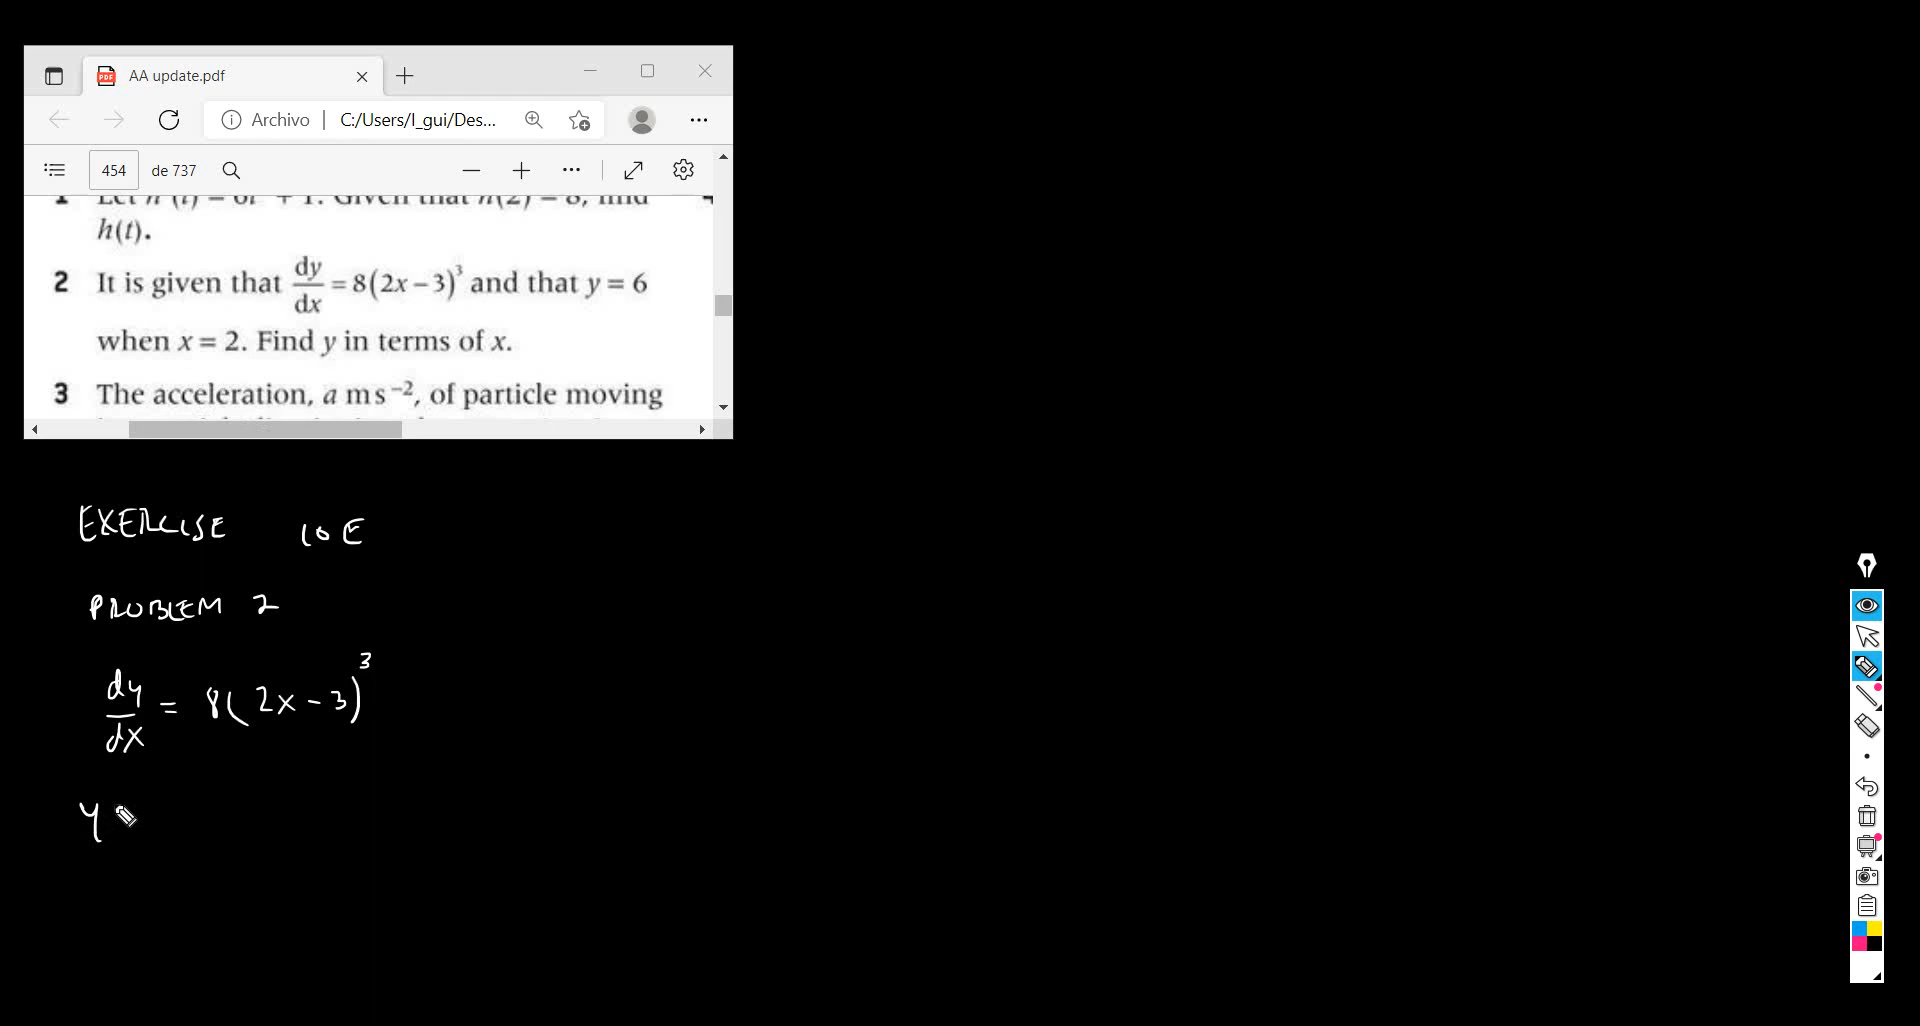 AA update.pdf
Archivo | C:/Users/l_gui/Des...
454 de 737
h(t).
2 It is given that dy/dx = 8(2x – 3)³ and that y = 6
when x = 2. Find y in terms of x.
3 The acceleration, a m s⁻², of particle moving
EXERCISE 10E
PROBLEM 2
dy/dx = 8(2x - 3)³
y